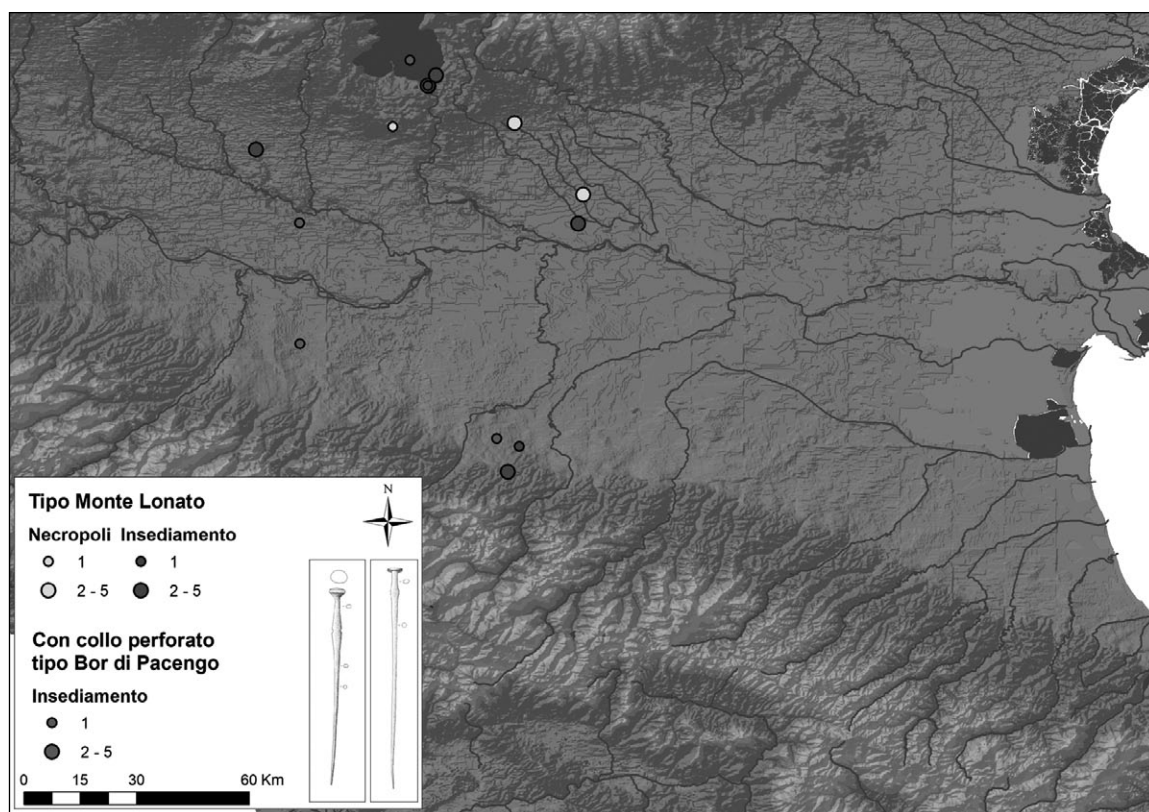 Tipo Monte Lonato
N
Necropoli Insediamento
1 1
2 - 5 2 - 5
Con collo perforato
tipo Bor di Pacengo
Insediamento
1
2 - 5
0 15 30 60 Km